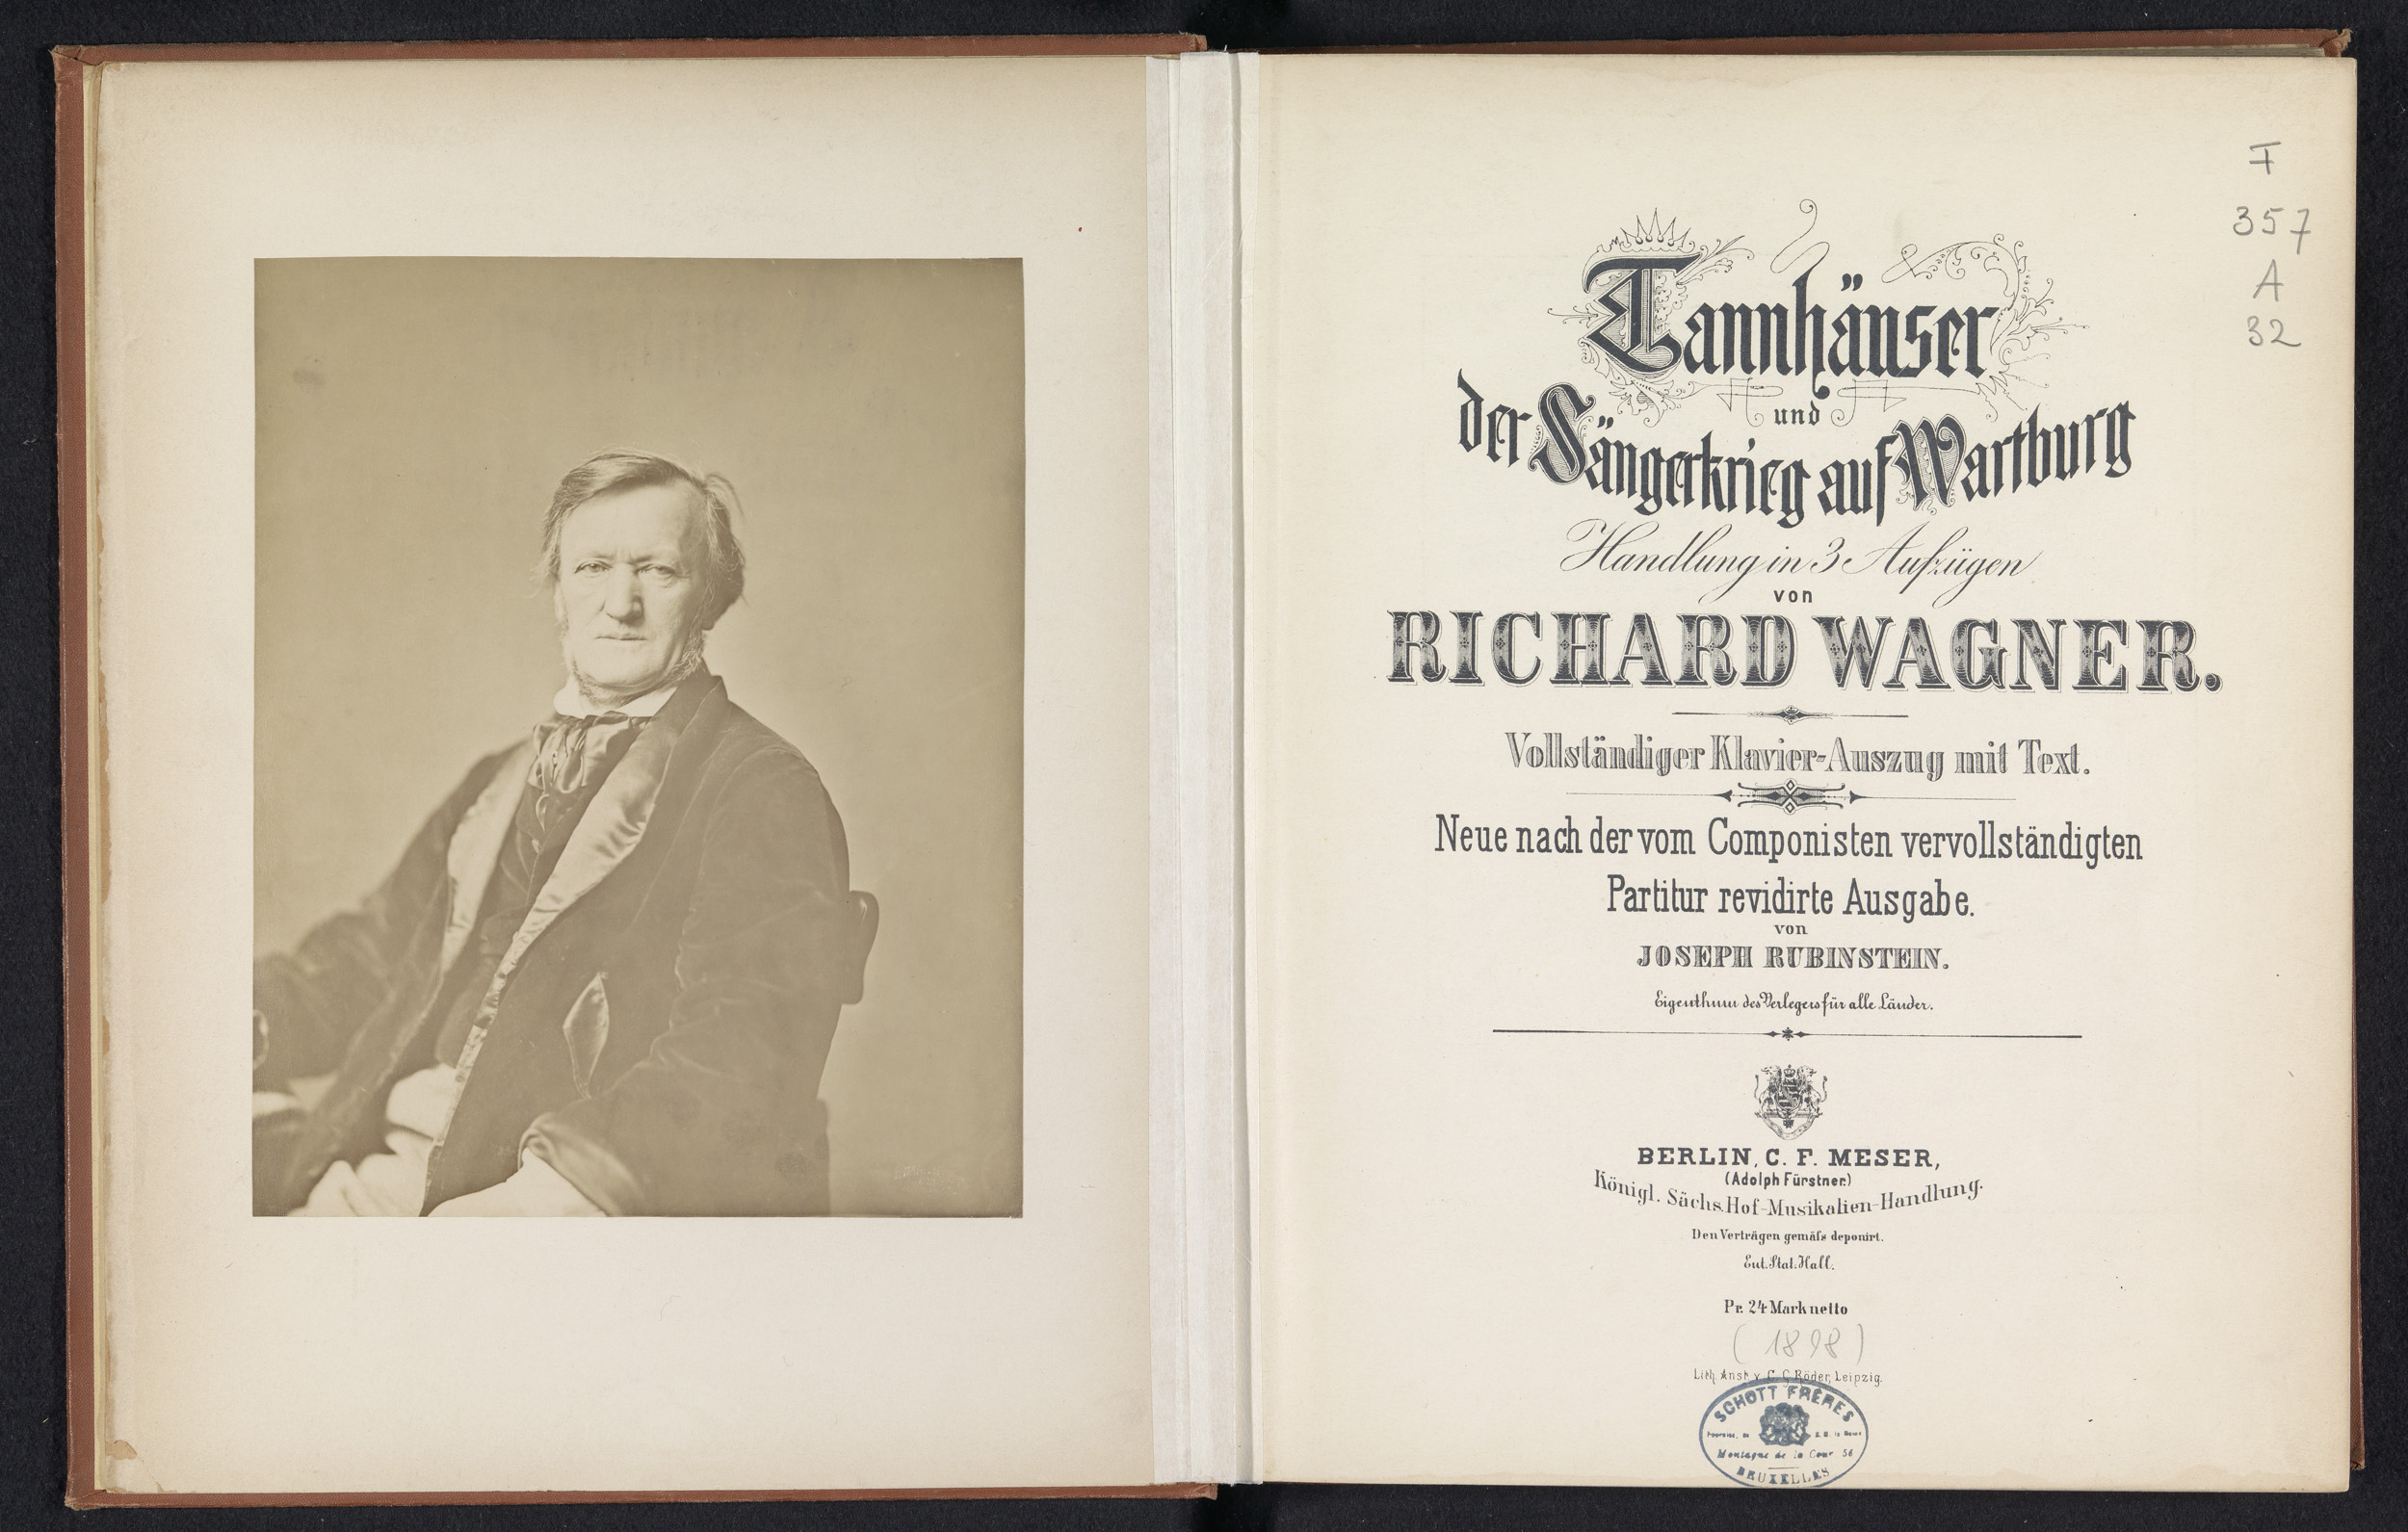 T
357
A
32
Tannhäuser
und
der Sängerkrieg auf Wartburg
Handlung in 3 Aufzügen
von
RICHARD WAGNER.
Vollständiger Klavier-Auszug mit Text.
Neue nach der vom Componisten vervollständigten
Partitur revidirte Ausgabe.
von
JOSEPH RUBINSTEIN.
Eigenthum des Verlegers für alle Länder.
BERLIN, C. F. MESER,
(Adolph Fürstner.)
Königl. Sächs. Hof-Musikalien-Handlung.
Den Verträgen gemäfs deponirt.
Ent. Stat. Hall.
Pr. 24 Mark netto
(1898)
Lith. Anst. v. C. G. Röder, Leipzig.
SCHOTT FRÈRES
Montagne de la Cour 56
BRUXELLES